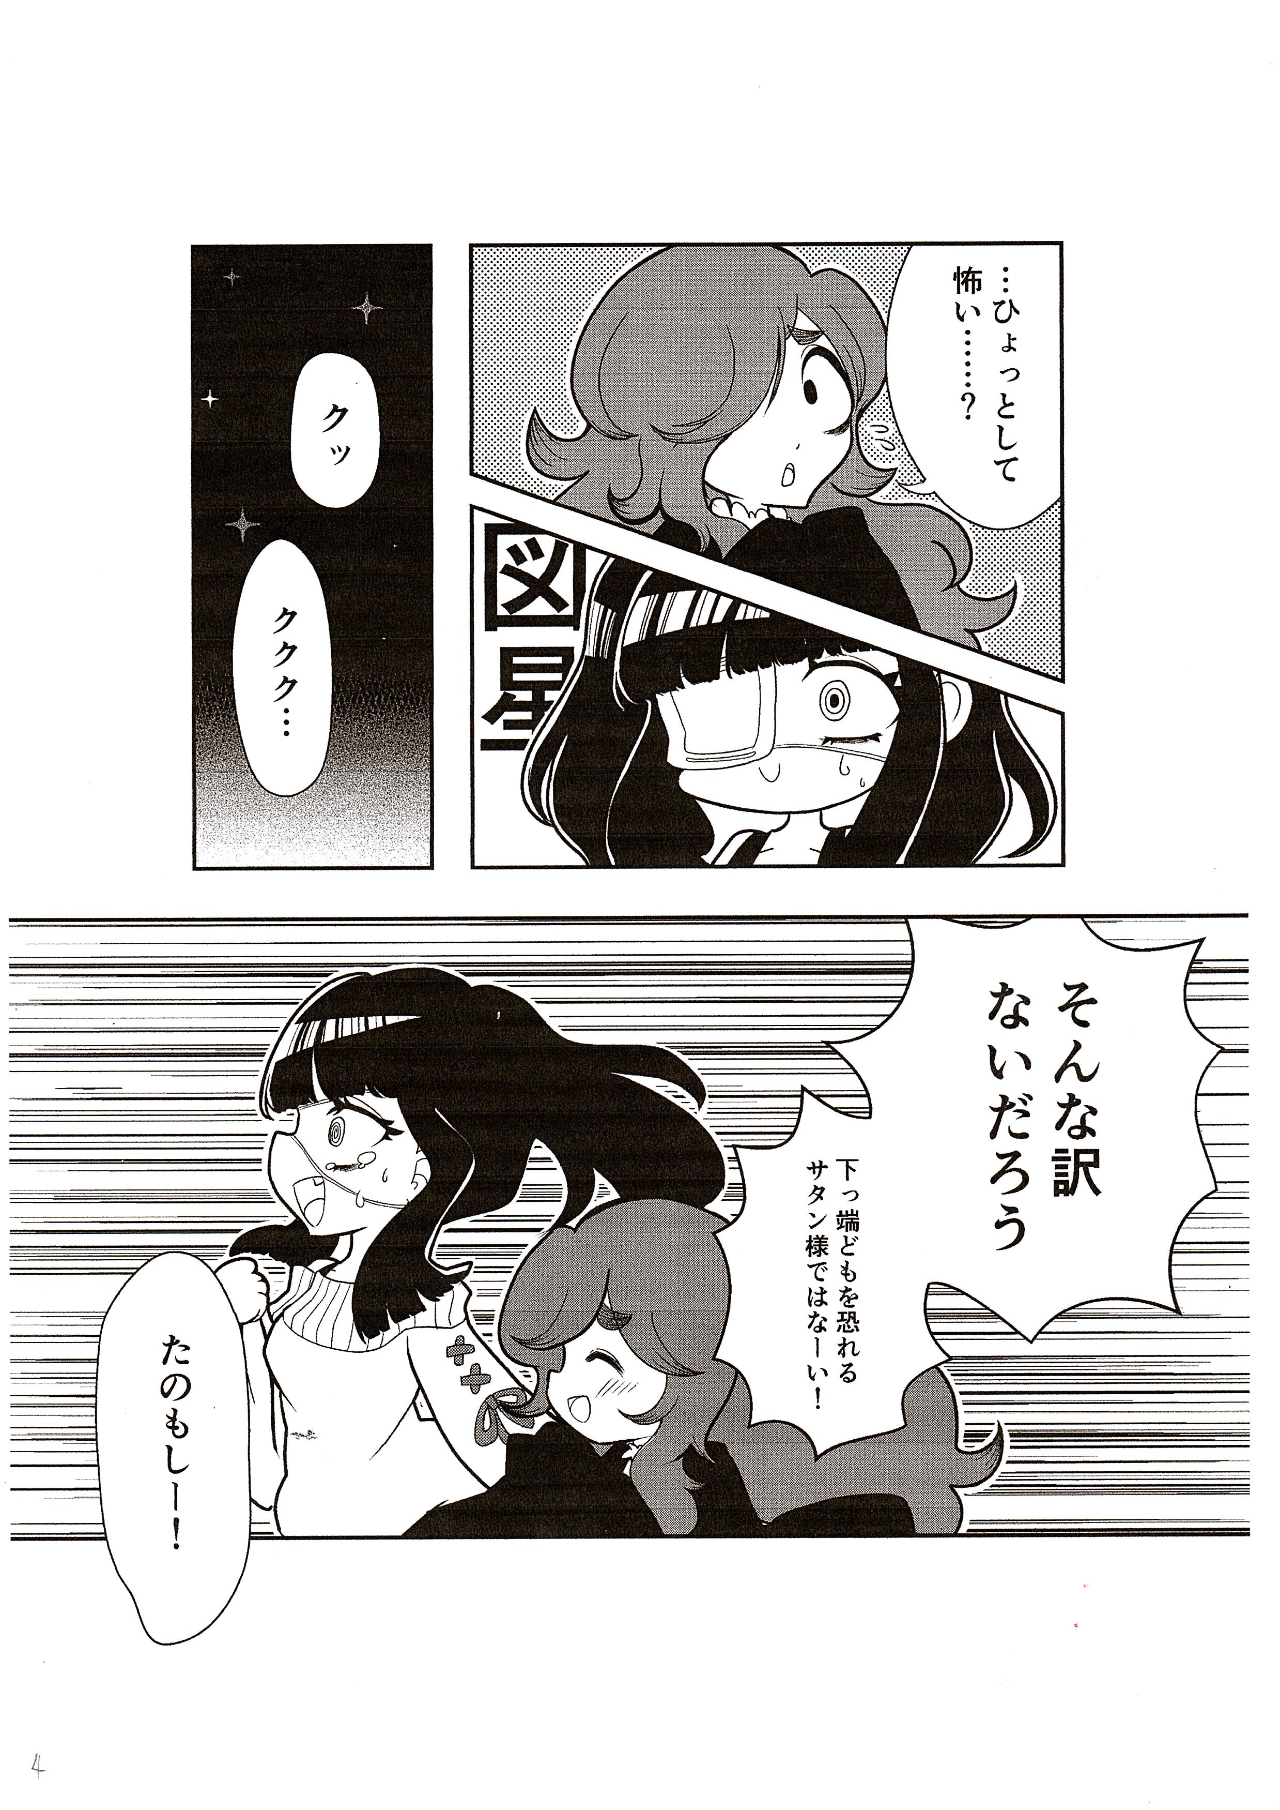 …ひょっとして
怖い……？
図星
クッ
ククク…
そんな訳
ないだろう
下っ端どもを恐れる
サタン様ではなーい！
たのもしー！
4